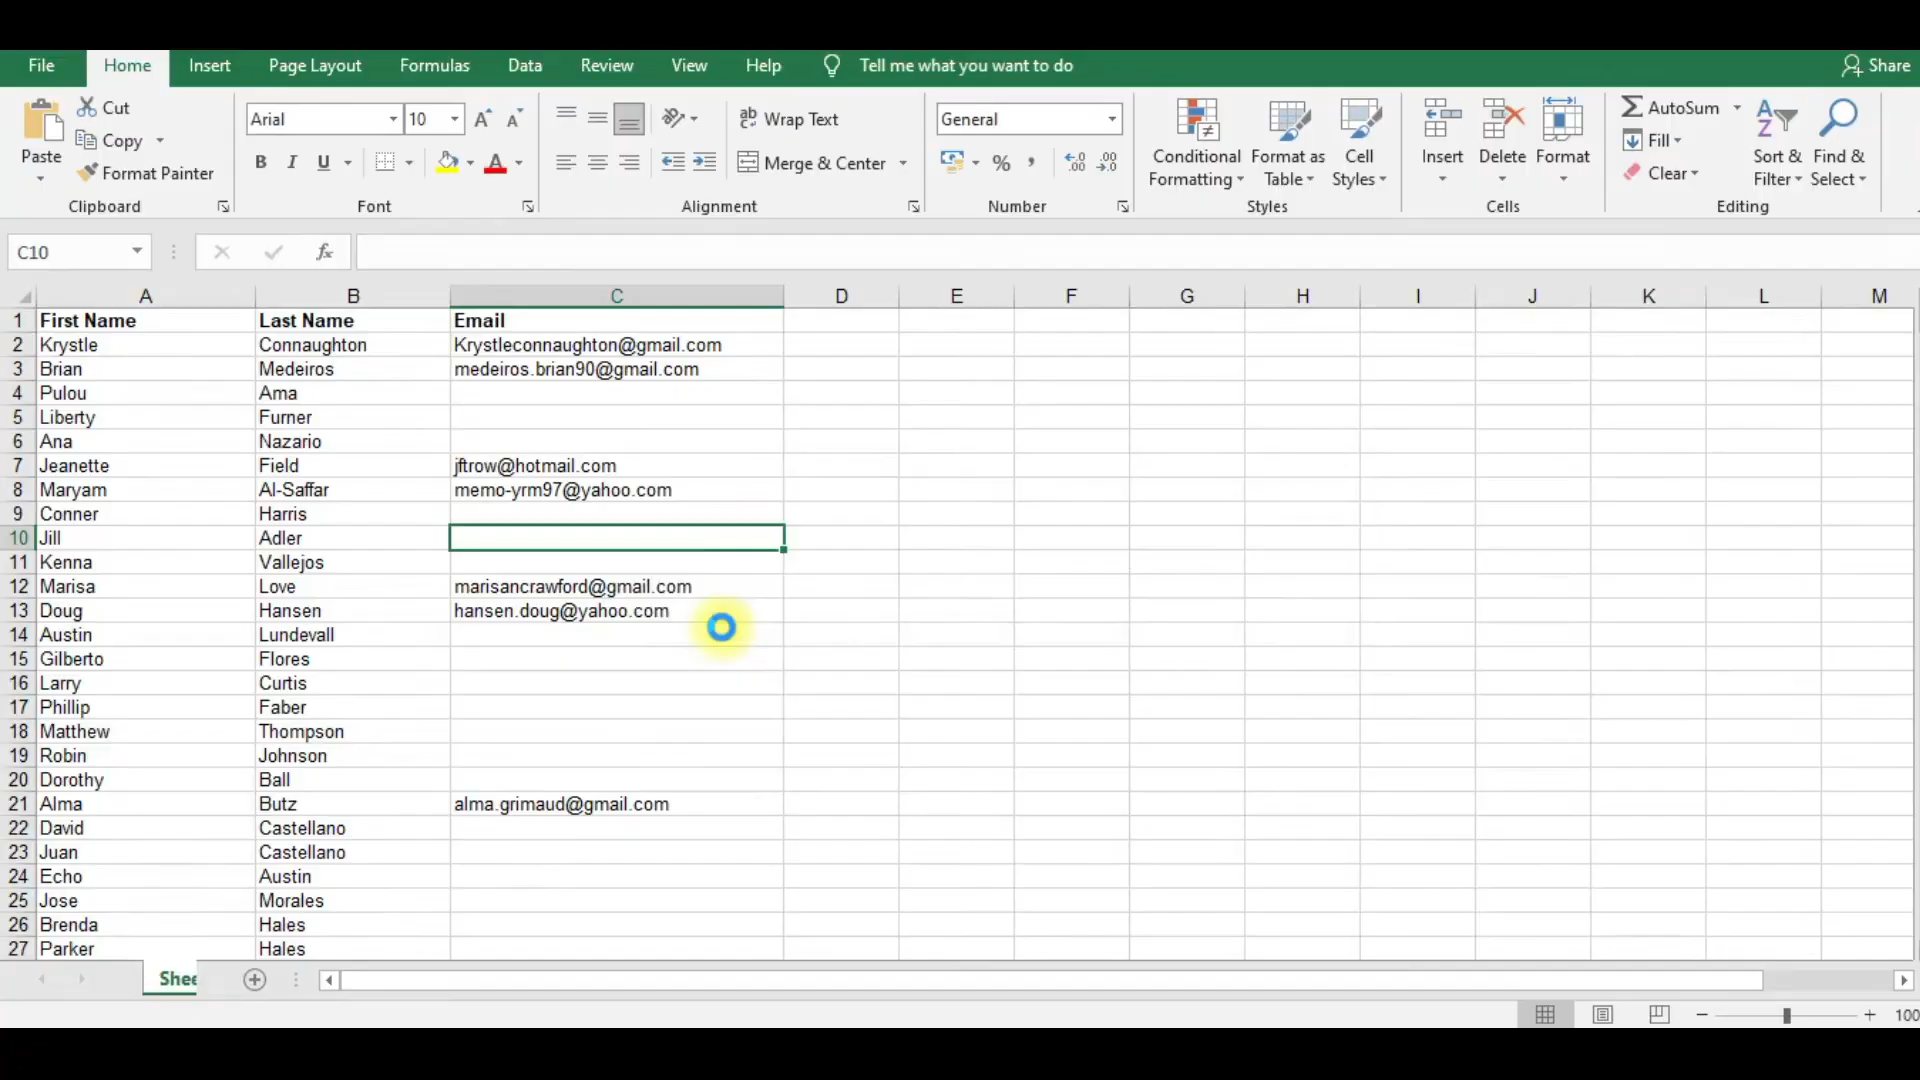 File Home Insert Page Layout Formulas Data Review View Help Tell me what you want to do Share
Cut
Copy
Format Painter
Paste
Clipboard
Arial 10
B I U
Font
Wrap Text
Merge & Center
Alignment
General
% ,
Number
Conditional Formatting
Format as Table
Cell Styles
Styles
Insert Delete Format
Cells
AutoSum
Fill
Clear
Sort & Filter
Find & Select
Editing
C10 fx
A B C D E F G H I J K L M
1 First Name Last Name Email
2 Krystle Connaughton Krystleconnaughton@gmail.com
3 Brian Medeiros medeiros.brian90@gmail.com
4 Pulou Ama
5 Liberty Furner
6 Ana Nazario
7 Jeanette Field jftrow@hotmail.com
8 Maryam Al-Saffar memo-yrm97@yahoo.com
9 Conner Harris
10 Jill Adler
11 Kenna Vallejos
12 Marisa Love marisancrawford@gmail.com
13 Doug Hansen hansen.doug@yahoo.com
14 Austin Lundevall
15 Gilberto Flores
16 Larry Curtis
17 Phillip Faber
18 Matthew Thompson
19 Robin Johnson
20 Dorothy Ball
21 Alma Butz alma.grimaud@gmail.com
22 David Castellano
23 Juan Castellano
24 Echo Austin
25 Jose Morales
26 Brenda Hales
27 Parker Hales
Shee
100